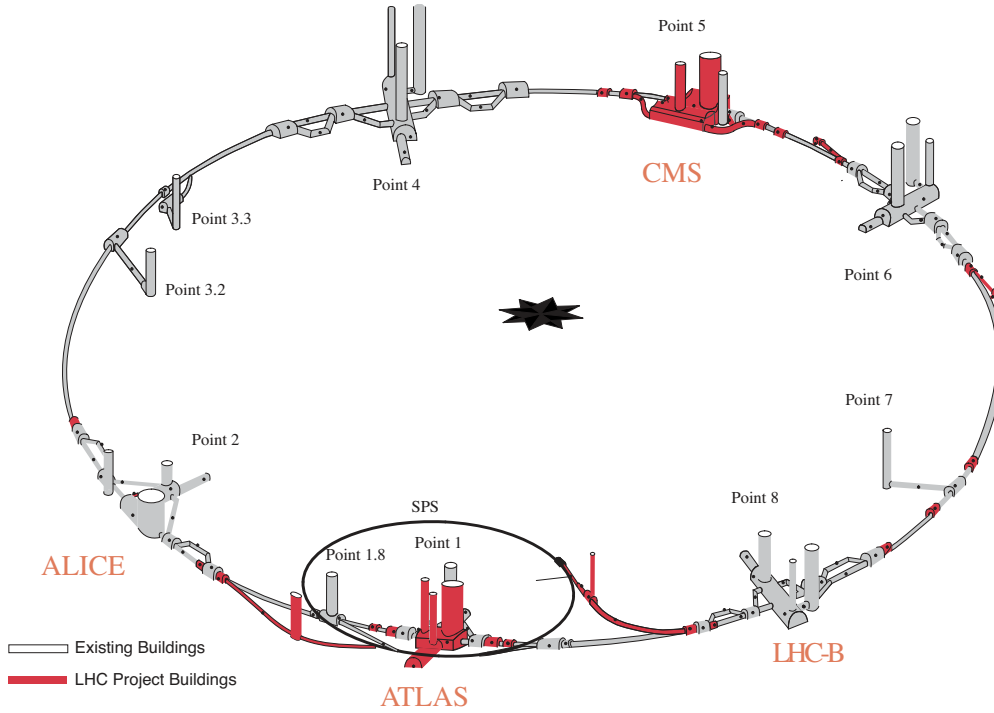 Point 5
CMS
Point 4
Point 3.3
Point 3.2
Point 6
Point 7
Point 2
Point 8
SPS
Point 1.8
Point 1
ALICE
LHC-B
ATLAS
Existing Buildings
LHC Project Buildings